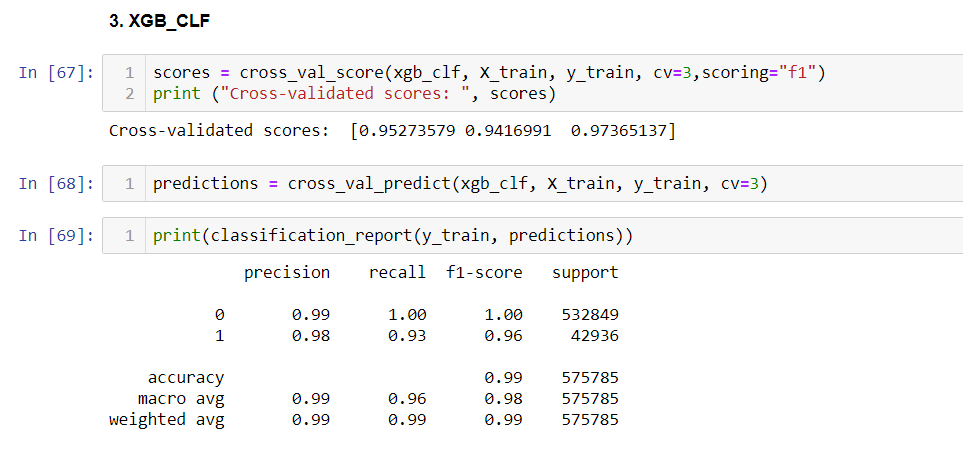 3. XGB_CLF
In [67]:
1 scores = cross_val_score(xgb_clf, X_train, y_train, cv=3,scoring="f1")
2 print ("Cross-validated scores: ", scores)
Cross-validated scores:  [0.95273579 0.9416991  0.97365137]
In [68]:
1 predictions = cross_val_predict(xgb_clf, X_train, y_train, cv=3)
In [69]:
1 print(classification_report(y_train, predictions))
precision recall f1-score support
0 0.99 1.00 1.00 532849
1 0.98 0.93 0.96 42936
accuracy 0.99 575785
macro avg 0.99 0.96 0.98 575785
weighted avg 0.99 0.99 0.99 575785